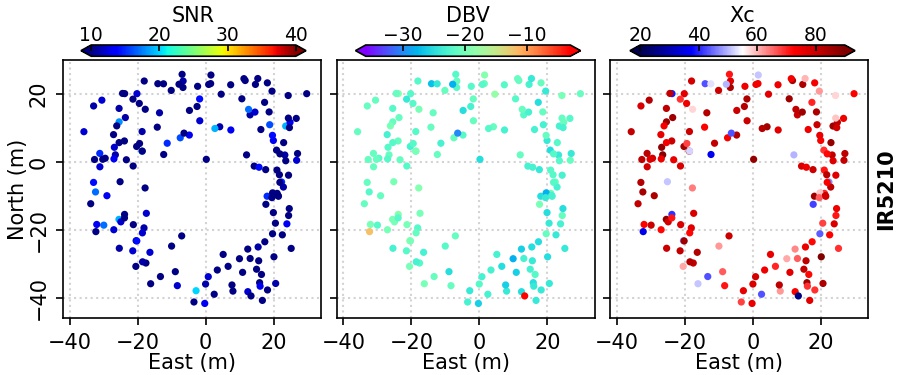 SNR DBV Xc
10 20 30 40 −30 −20 −10 20 40 60 80
20
0
−20
−40
North (m)
−40 −20 0 20 −40 −20 0 20 −40 −20 0 20
East (m) East (m) East (m)
IR5210